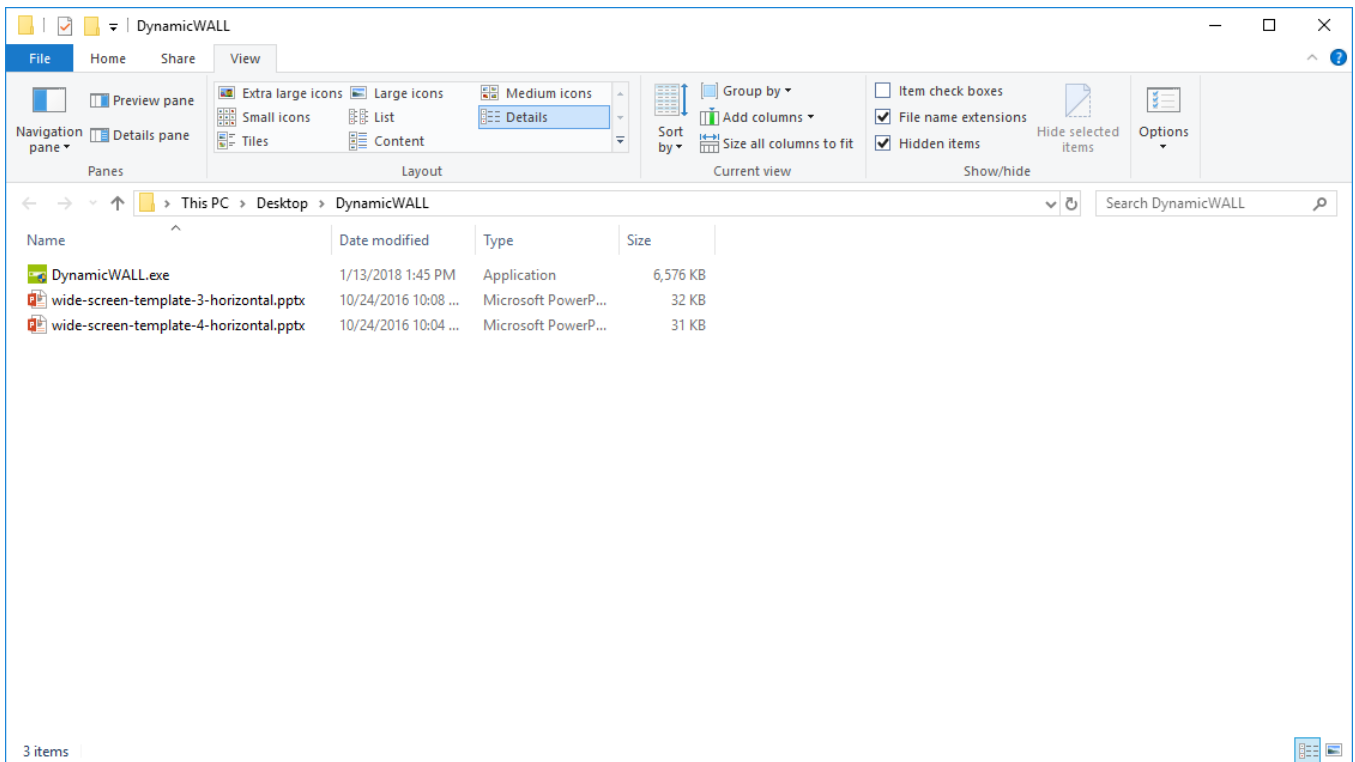 DynamicWALL
File Home Share View
Navigation pane
Preview pane
Details pane
Panes
Extra large icons Large icons Medium icons
Small icons List Details
Tiles Content
Layout
Sort by
Group by
Add columns
Size all columns to fit
Current view
Item check boxes
File name extensions
Hidden items
Hide selected items
Show/hide
Options
This PC > Desktop > DynamicWALL
Search DynamicWALL
Name Date modified Type Size
DynamicWALL.exe 1/13/2018 1:45 PM Application 6,576 KB
wide-screen-template-3-horizontal.pptx 10/24/2016 10:08 ... Microsoft PowerP... 32 KB
wide-screen-template-4-horizontal.pptx 10/24/2016 10:04 ... Microsoft PowerP... 31 KB
3 items